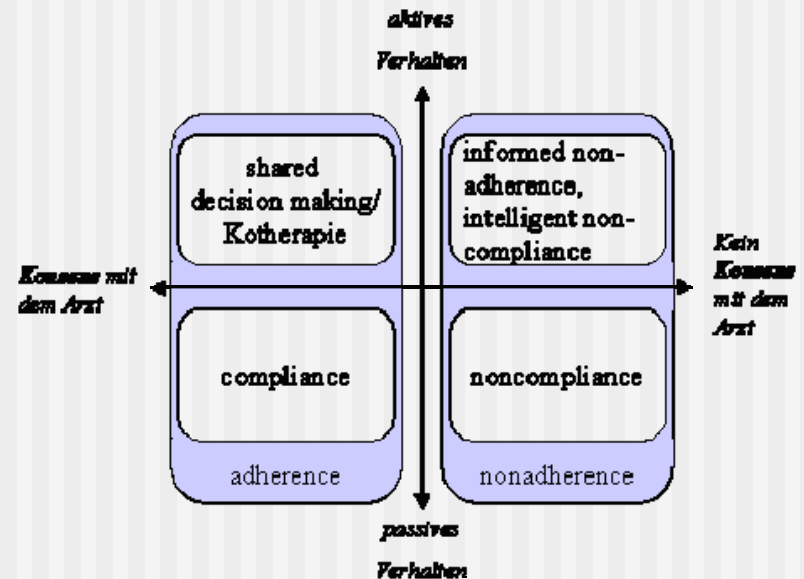 aktives
Verhalten
shared
decision making/
Kotherapie
informed non-
adherence,
intelligent non-
compliance
Konsens mit
dem Arzt
Kein
Konsens
mit dem
Arzt
compliance
noncompliance
adherence
nonadherence
passives
Verhalten